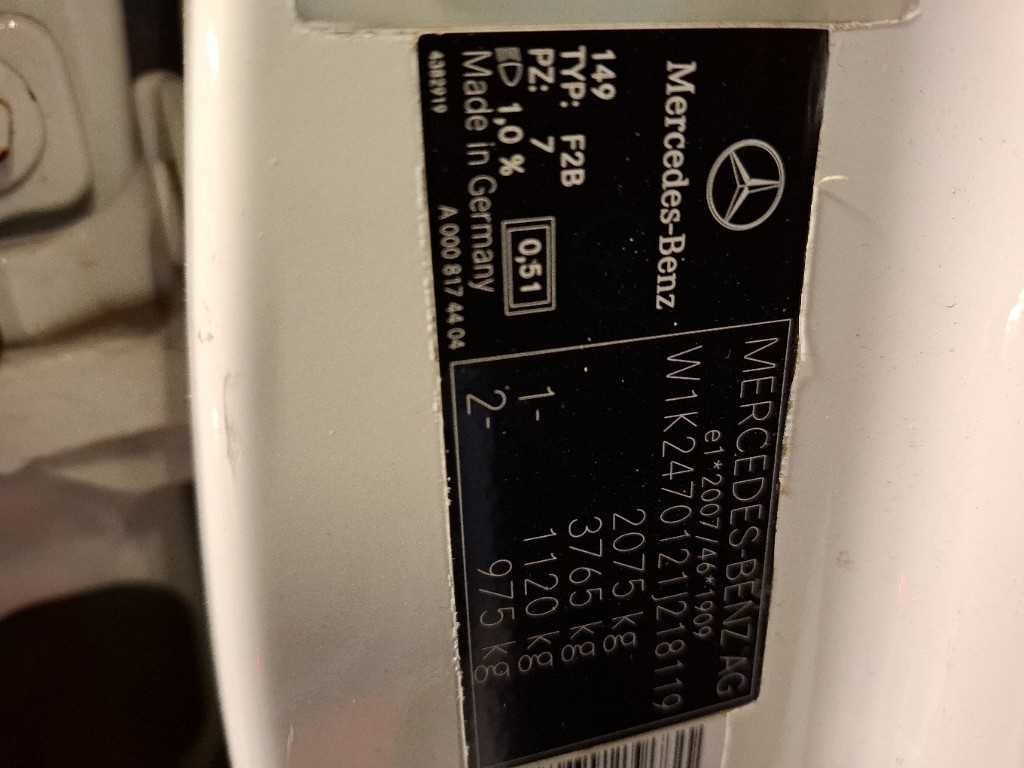 Mercedes-Benz
149
TYP: F2B
PZ: 7
1,0 %
0,51
Made in Germany
A 000 817 44 04
MERCEDES-BENZ AG
e1*2007/46*1909
W1K2470121J218119
2075 kg
3765 kg
1- 1120 kg
2- 975 kg